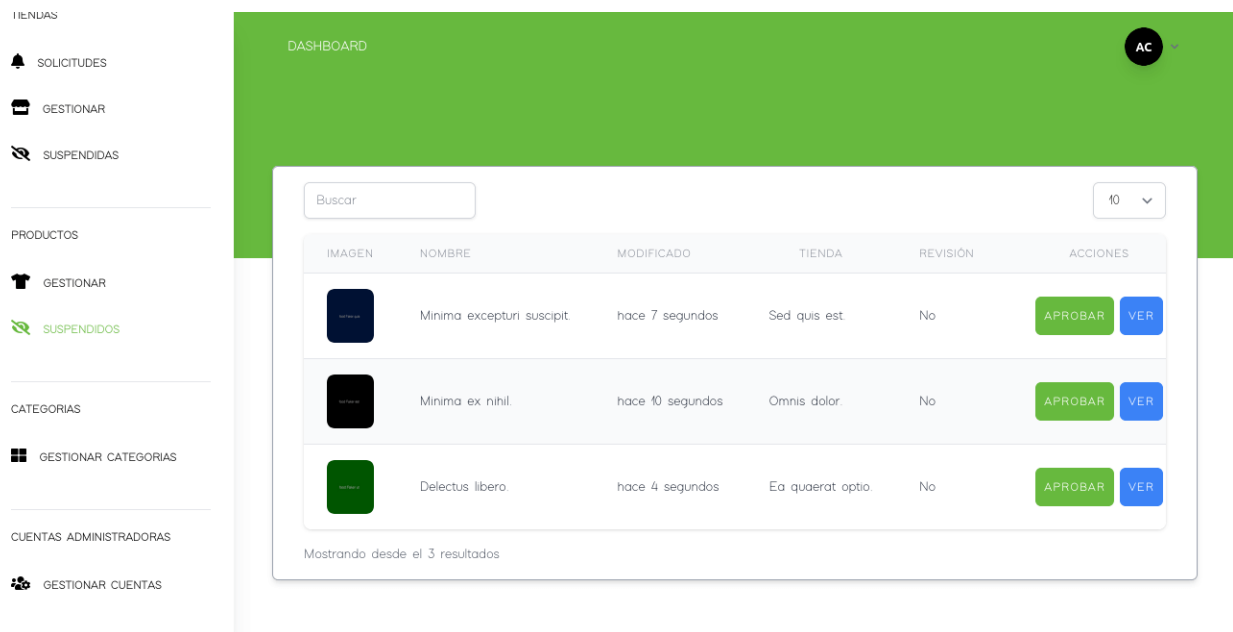 TIENDAS
SOLICITUDES
GESTIONAR
SUSPENDIDAS
PRODUCTOS
GESTIONAR
SUSPENDIDOS
CATEGORIAS
GESTIONAR CATEGORIAS
CUENTAS ADMINISTRADORAS
GESTIONAR CUENTAS
DASHBOARD
AC
Buscar
10
IMAGEN NOMBRE MODIFICADO TIENDA REVISIÓN ACCIONES
Minima excepturi suscipit. hace 7 segundos Sed quis est. No APROBAR VER
Minima ex nihil. hace 10 segundos Omnis dolor. No APROBAR VER
Delectus libero. hace 4 segundos Ea quaerat optio. No APROBAR VER
Mostrando desde el 3 resultados